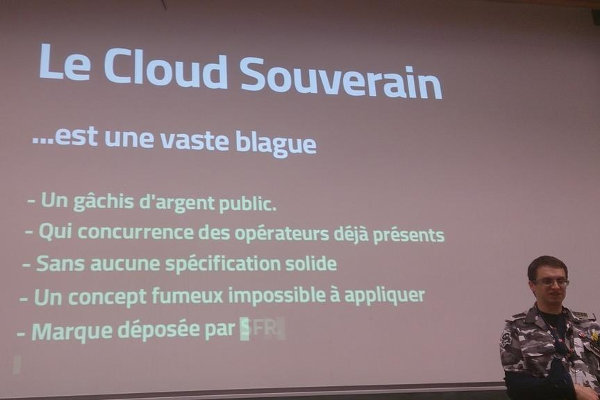 Le Cloud Souverain
...est une vaste blague
- Un gâchis d'argent public.
- Qui concurrence des opérateurs déjà présents
- Sans aucune spécification solide
- Un concept fumeux impossible à appliquer
- Marque déposée par SFR.